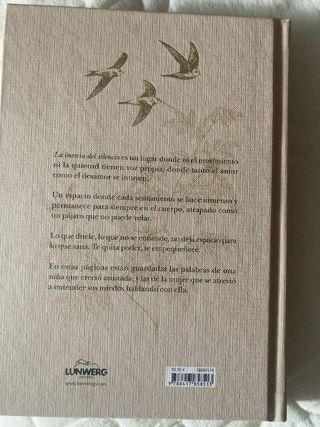 La inercia del silencio es un lugar donde ni el movimiento
ni la quietud tienen voz propia; donde tanto el amor
como el desamor se intuyen.
Un espacio donde cada sentimiento se hace inmenso y
permanece para siempre en el cuerpo, atrapado como
un pájaro que no puede volar.
Lo que duele, lo que no se entiende, no deja espacio para
lo que sana. Te quita poder, te empequeñece.
En estas páginas están guardadas las palabras de una
niña que creció asustada, y las de la mujer que se atrevió
a entender sus miedos hablando con ella.
LUNWERG
www.lunwerg.com
9 788417 858513